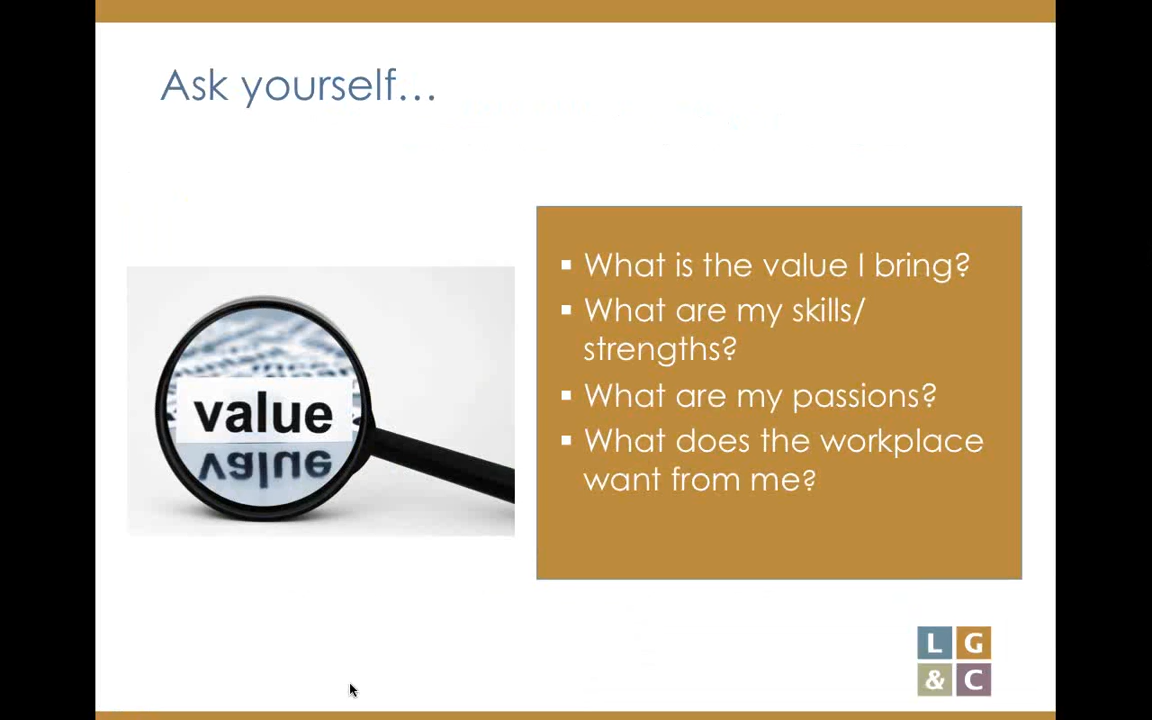 Ask yourself...
▪ What is the value I bring?
▪ What are my skills/
strengths?
▪ What are my passions?
▪ What does the workplace
want from me?
value
value
L G
& C